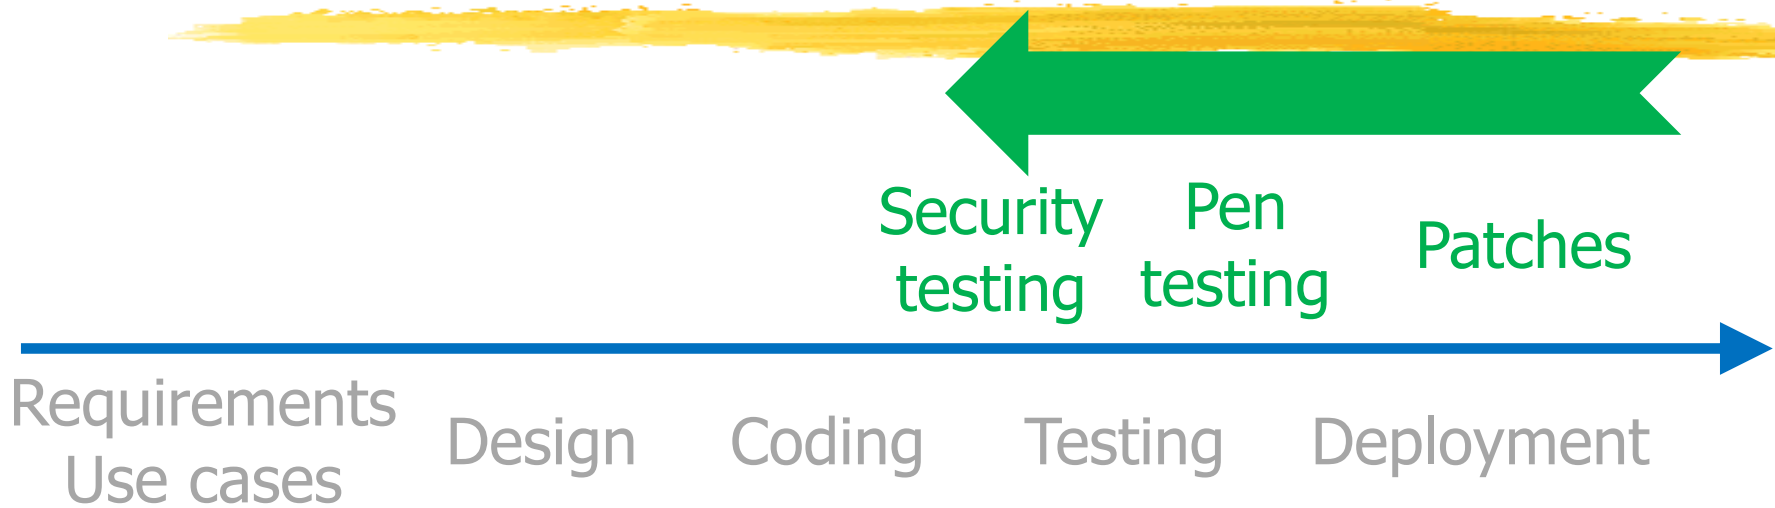 Security
testing
Pen
testing
Patches
Requirements
Use cases
Design
Coding
Testing
Deployment